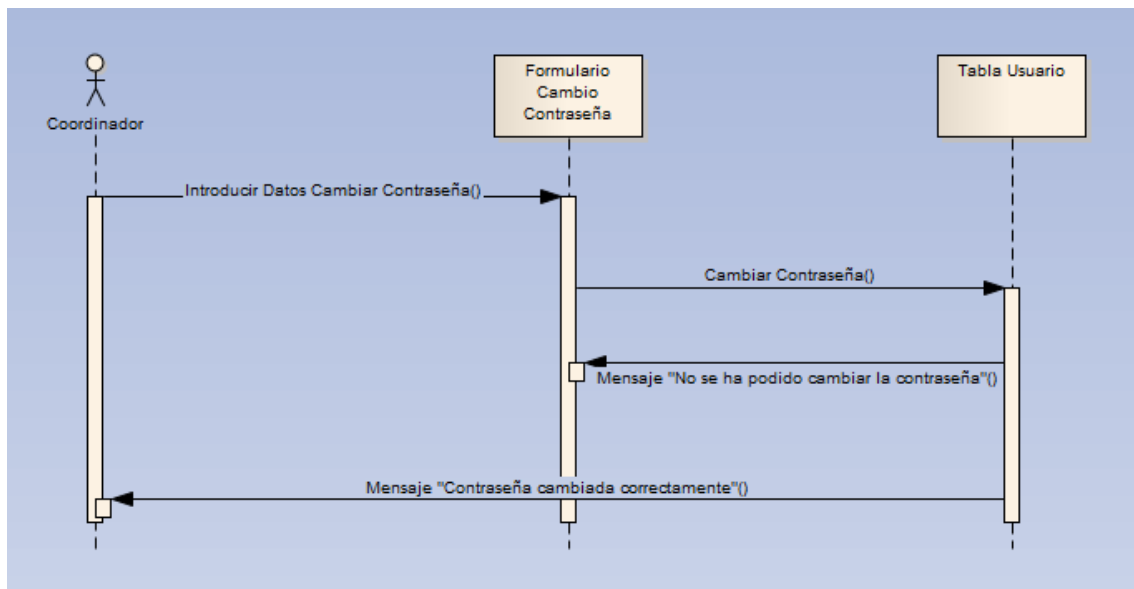 Formulario
Cambio
Contraseña
Tabla Usuario
Coordinador
Introducir Datos Cambiar Contraseña()
Cambiar Contraseña()
Mensaje "No se ha podido cambiar la contraseña"()
Mensaje "Contraseña cambiada correctamente"()